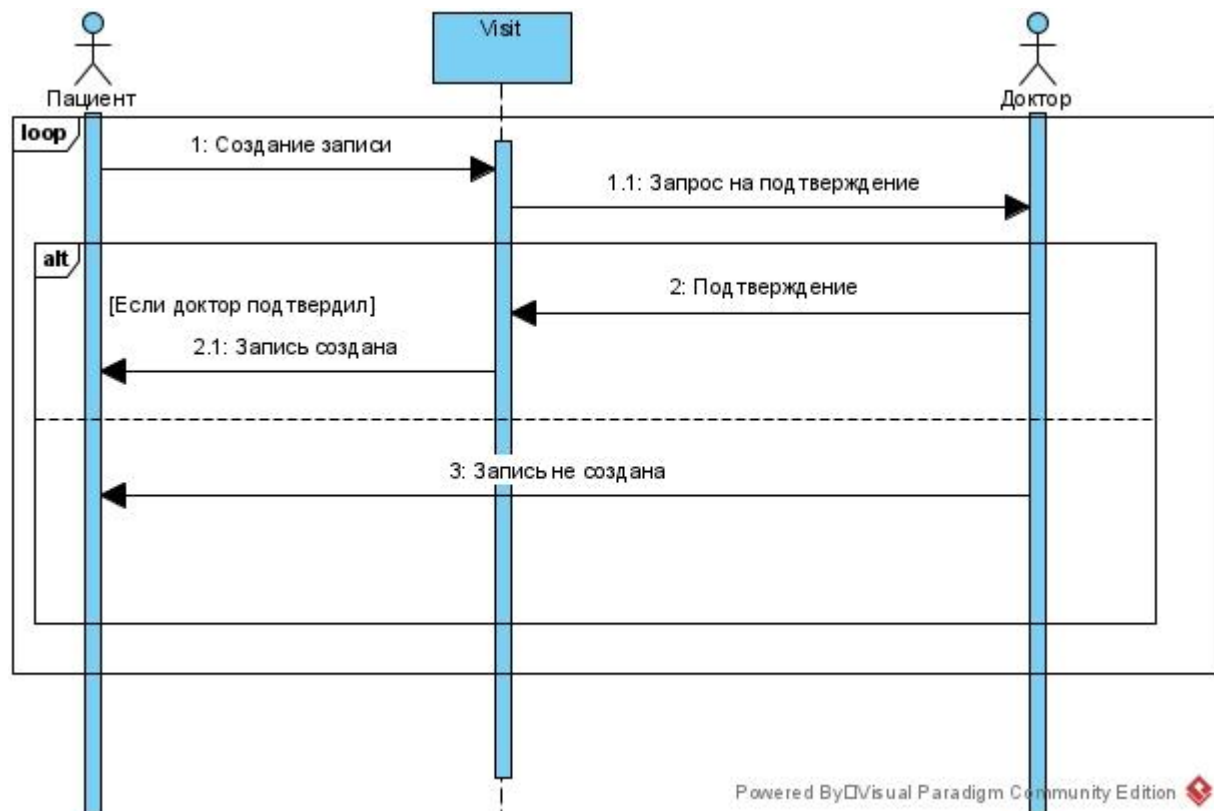 Visit
Пациент
Доктор
loop
1: Создание записи
1.1: Запрос на подтверждение
alt
2: Подтверждение
[Если доктор подтвердил]
2.1: Запись создана
3: Запись не создана
Powered By□Visual Paradigm Community Edition